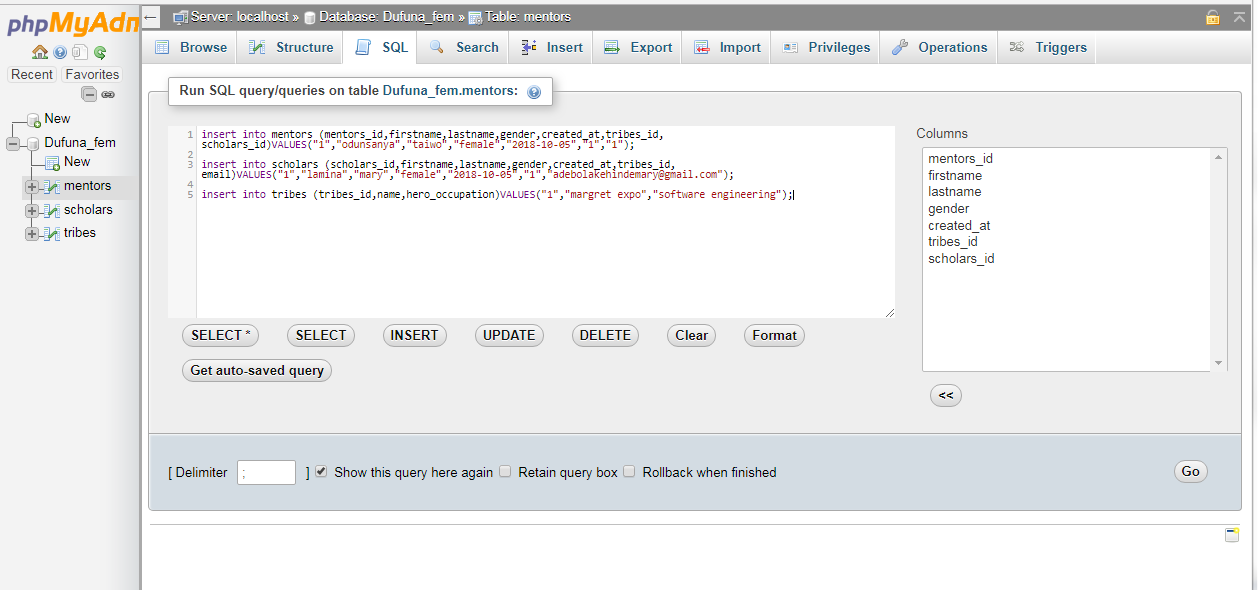 phpMyAdm
Recent Favorites
New
Dufuna_fem
New
mentors
scholars
tribes
Server: localhost » Database: Dufuna_fem » Table: mentors
Browse Structure SQL Search Insert Export Import Privileges Operations Triggers
Run SQL query/queries on table Dufuna_fem.mentors:
1 insert into mentors (mentors_id,firstname,lastname,gender,created_at,tribes_id,
scholars_id)VALUES("1","odunsanya","taiwo","female","2018-10-05","1","1");
2
3 insert into scholars (scholars_id,firstname,lastname,gender,created_at,tribes_id,
email)VALUES("1","lamina","mary","female","2018-10-05","1","adebolakehindemary@gmail.com");
4
5 insert into tribes (tribes_id,name,hero_occupation)VALUES("1","margret expo","software engineering");
Columns
mentors_id
firstname
lastname
gender
created_at
tribes_id
scholars_id
SELECT * SELECT INSERT UPDATE DELETE Clear Format
Get auto-saved query
<<
[ Delimiter ; ] Show this query here again Retain query box Rollback when finished
Go